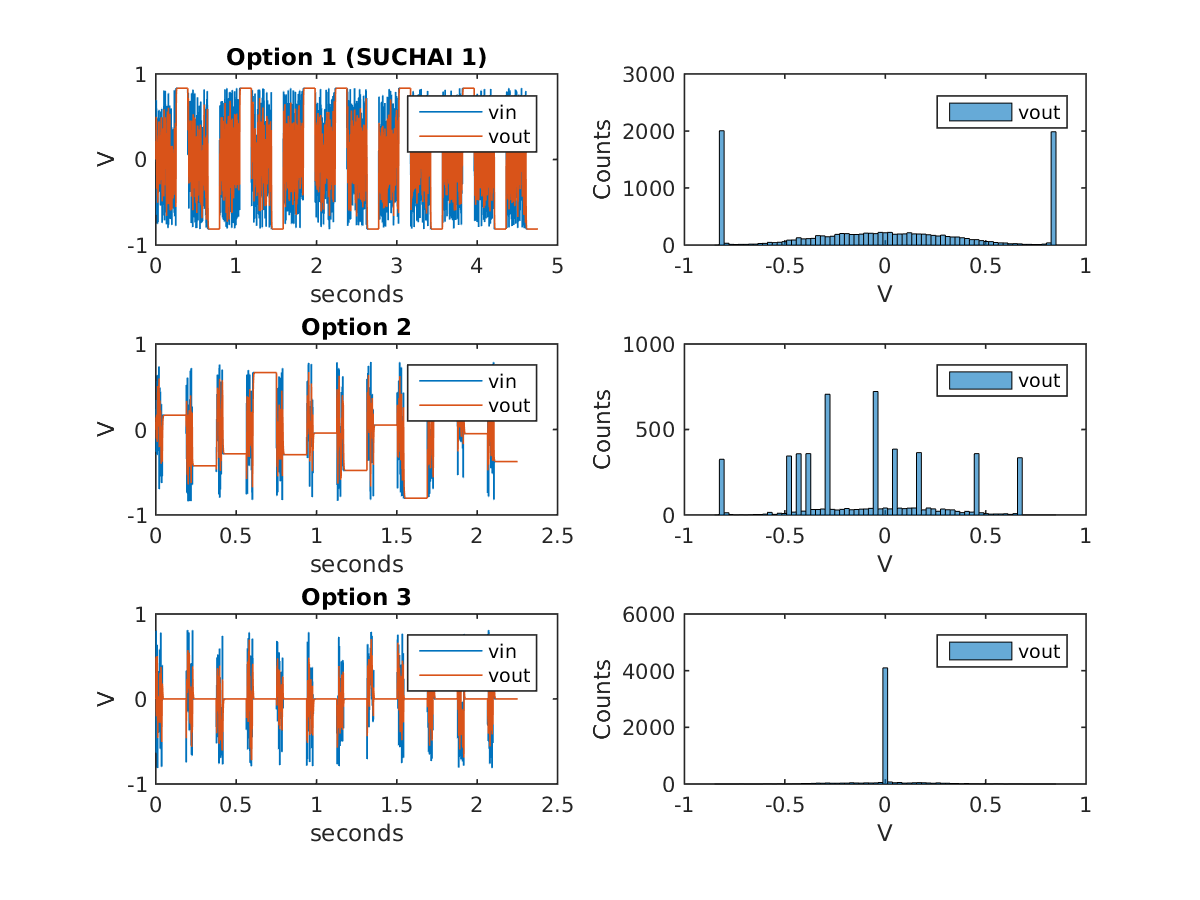 Option 1 (SUCHAI 1)
1
0
-1
V
vin
vout
0 1 2 3 4 5
seconds
3000
2000
1000
0
Counts
vout
-1 -0.5 0 0.5 1
V
Option 2
1
0
-1
V
vin
vout
0 0.5 1 1.5 2 2.5
seconds
1000
500
0
Counts
vout
-1 -0.5 0 0.5 1
V
Option 3
1
0
-1
V
vin
vout
0 0.5 1 1.5 2 2.5
seconds
6000
4000
2000
0
Counts
vout
-1 -0.5 0 0.5 1
V